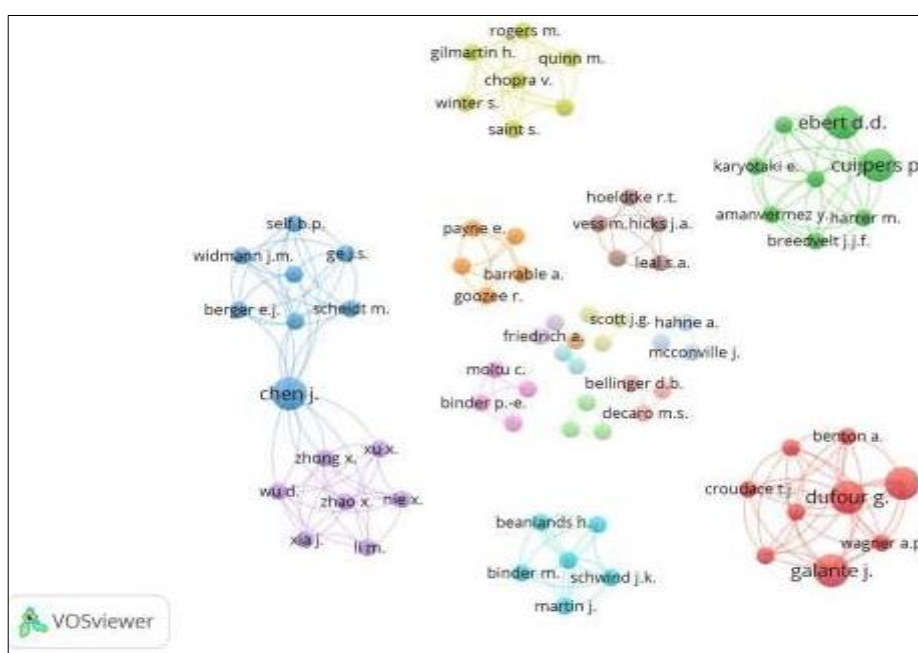 rogers m.
gilmartin h.
quinn m.
chopra v.
winter s.
saint s.
ebert d.d.
karyotaki e.
cuijpers p.
amanvermez y.
harrer m.
breedvelt j.j.f.
hoeldtke r.t.
vess m.
hicks j.a.
leal s.a.
self b.p.
widmann j.m.
ge j.s.
berger e.j.
scheidt m.
payne e.
barrable a.
goozee r.
scott j.g.
hahne a.
friedrich a.
mcconville j.
moltu c.
bellinger d.b.
binder p.-e.
decaro m.s.
chen j.
zhong x.
xu x.
wu d.
zhao x.
nie x.
xia j.
li m.
benton a.
croudace t.j.
dufour g.
wagner a.p.
galante j.
beanlands h.
binder m.
schwind j.k.
martin j.
VOSviewer